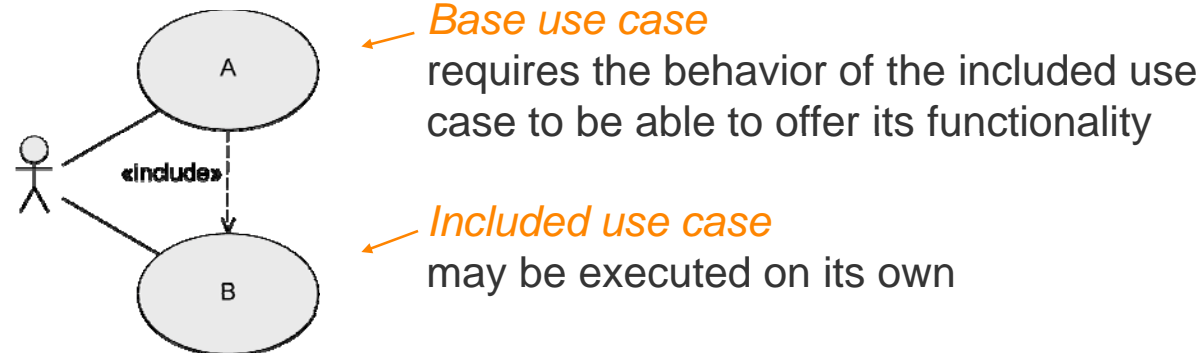 Base use case
A
requires the behavior of the included use
case to be able to offer its functionality
«include»
Included use case
may be executed on its own
B